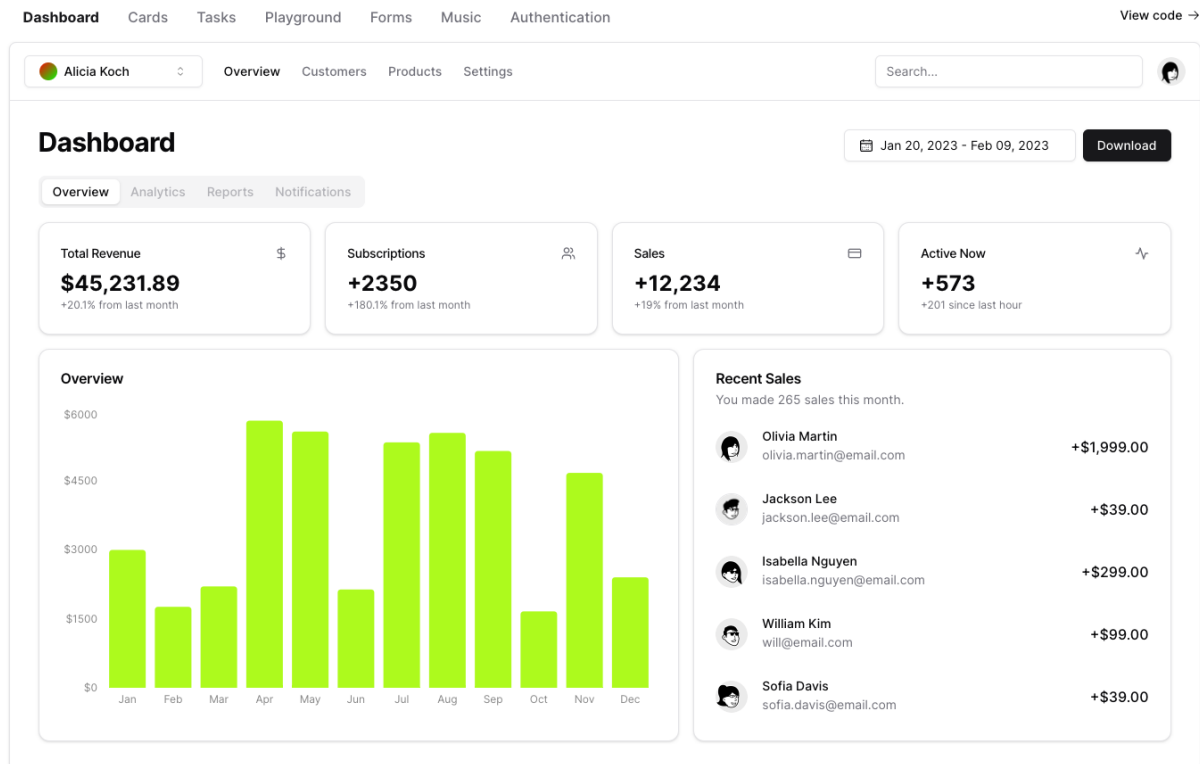 Dashboard Cards Tasks Playground Forms Music Authentication View code →
Alicia Koch Overview Customers Products Settings Search...
Dashboard
Jan 20, 2023 - Feb 09, 2023 Download
Overview Analytics Reports Notifications
Total Revenue
$45,231.89
+20.1% from last month
Subscriptions
+2350
+180.1% from last month
Sales
+12,234
+19% from last month
Active Now
+573
+201 since last hour
Overview
$6000
$4500
$3000
$1500
$0
Jan Feb Mar Apr May Jun Jul Aug Sep Oct Nov Dec
Recent Sales
You made 265 sales this month.
Olivia Martin
olivia.martin@email.com
+$1,999.00
Jackson Lee
jackson.lee@email.com
+$39.00
Isabella Nguyen
isabella.nguyen@email.com
+$299.00
William Kim
will@email.com
+$99.00
Sofia Davis
sofia.davis@email.com
+$39.00